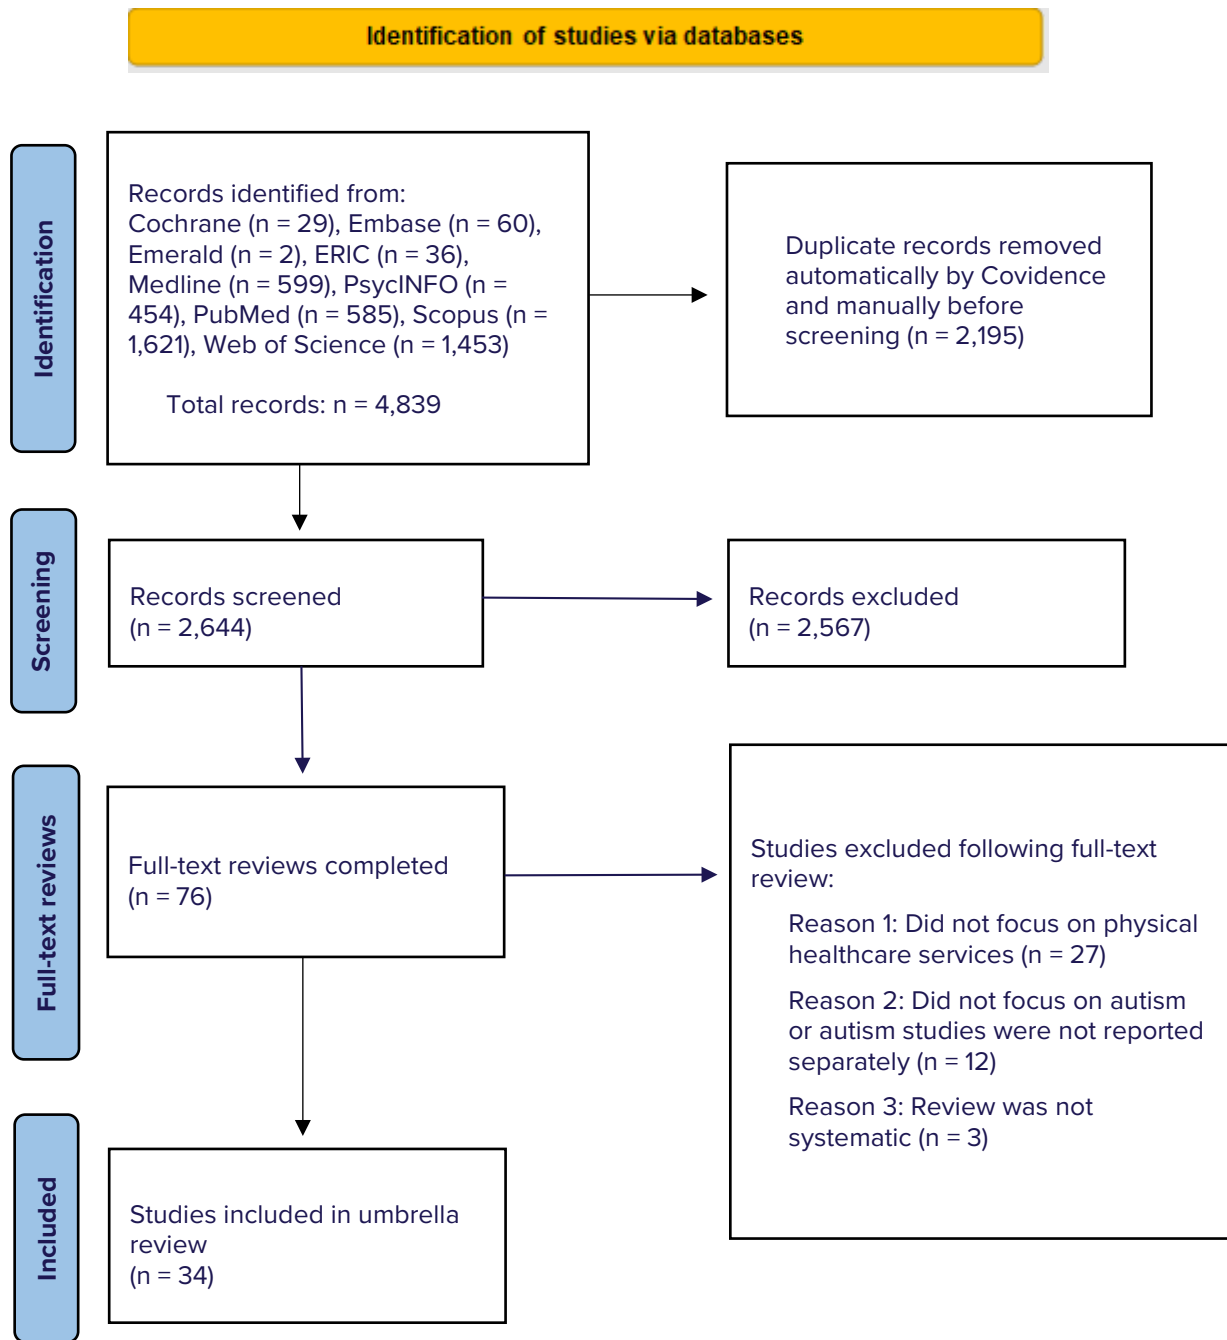 Identification of studies via databases
Identification
Records identified from:
Cochrane (n = 29), Embase (n = 60),
Emerald (n = 2), ERIC (n = 36),
Medline (n = 599), PsycINFO (n =
454), PubMed (n = 585), Scopus (n =
1,621), Web of Science (n = 1,453)
Total records: n = 4,839
Duplicate records removed
automatically by Covidence
and manually before
screening (n = 2,195)
Screening
Records screened
(n = 2,644)
Records excluded
(n = 2,567)
Full-text reviews
Full-text reviews completed
(n = 76)
Studies excluded following full-text
review:
Reason 1: Did not focus on physical
healthcare services (n = 27)
Reason 2: Did not focus on autism
or autism studies were not reported
separately (n = 12)
Reason 3: Review was not
systematic (n = 3)
Included
Studies included in umbrella
review
(n = 34)